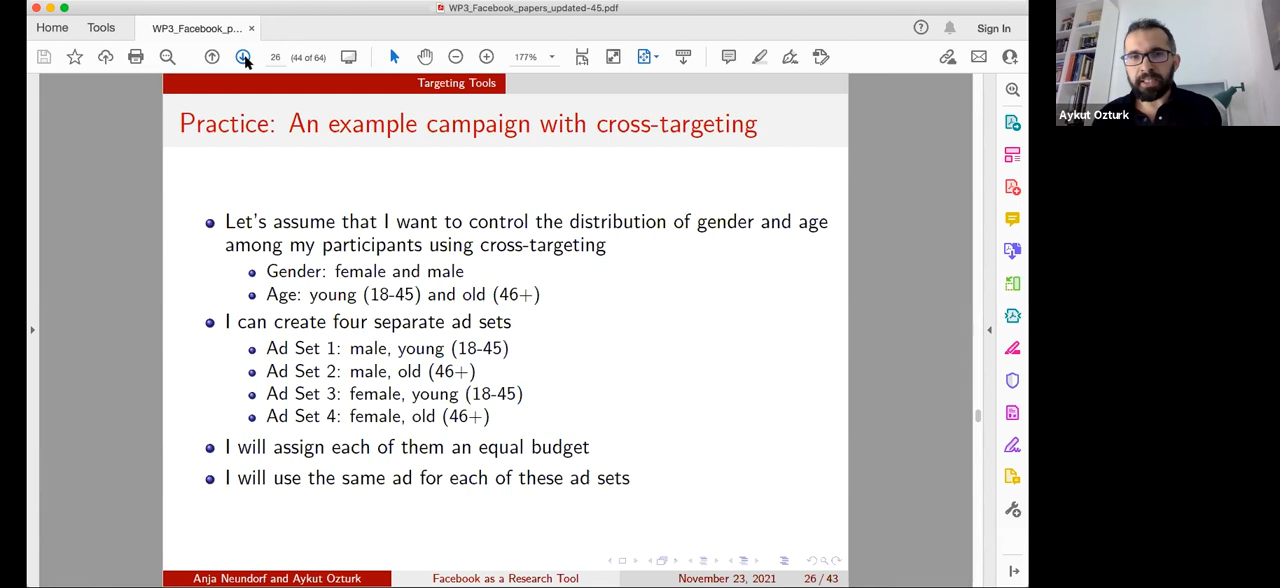 WP3_Facebook_papers_updated-45.pdf
Home Tools WP3_Facebook_p... × Sign In
26 (44 of 64) 177%
Targeting Tools
Practice: An example campaign with cross-targeting
Let's assume that I want to control the distribution of gender and age
among my participants using cross-targeting
Gender: female and male
Age: young (18-45) and old (46+)
I can create four separate ad sets
Ad Set 1: male, young (18-45)
Ad Set 2: male, old (46+)
Ad Set 3: female, young (18-45)
Ad Set 4: female, old (46+)
I will assign each of them an equal budget
I will use the same ad for each of these ad sets
Anja Neundorf and Aykut Ozturk Facebook as a Research Tool November 23, 2021 26 / 43
Aykut Ozturk